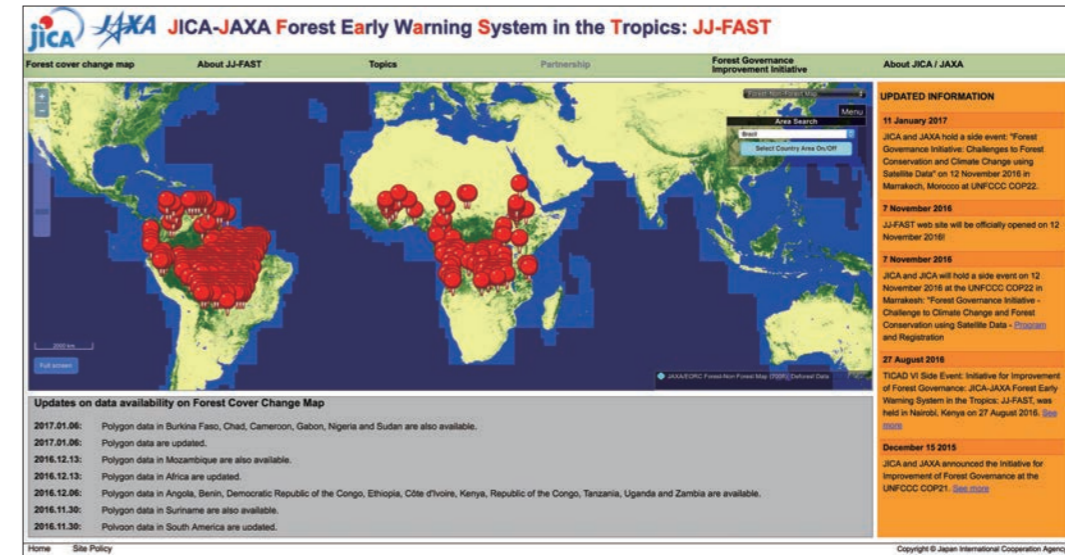 jICA JAXA JICA-JAXA Forest Early Warning System in the Tropics: JJ-FAST
Forest cover change map About JJ-FAST Topics Partnership Forest Governance
Improvement Initiative
About JICA / JAXA
+
-
Forest-Non-Forest Map
Menu
Area Search
Brazil
Select Country Area On/Off
2000 km
Full screen
JAXA/EORC Forest-Non Forest Map
Deforest Data
Updates on data availability on Forest Cover Change Map
2017.01.06: Polygon data in Burkina Faso, Chad, Cameroon, Gabon, Nigeria and Sudan are also available.
2017.01.06: Polygon data are updated.
2016.12.13: Polygon data in Mozambique are also available.
2016.12.13: Polygon data in Africa are updated.
2016.12.06: Polygon data in Angola, Benin, Democratic Republic of the Congo, Ethiopia, Côte d'Ivoire, Kenya, Republic of the Congo, Tanzania, Uganda and Zambia are available.
2016.11.30: Polygon data in Suriname are also available.
2016.11.30: Polygon data in South America are updated.
UPDATED INFORMATION
11 January 2017
JICA and JAXA hold a side event: "Forest
Governance Initiative: Challenges to Forest
Conservation and Climate Change using
Satellite Data" on 12 November 2016 in
Marrakech, Morocco at UNFCCC COP22.
7 November 2016
JJ-FAST web site will be officially opened on 12
November 2016!
7 November 2016
JICA and JICA will hold a side event on 12
November 2016 at the UNFCCC COP22 in
Marrakesh: "Forest Governance Initiative -
Challenge to Climate Change and Forest
Conservation using Satellite Data - Program
and Registration
27 August 2016
TICAD VI Side Event: Initiative for Improvement
of Forest Governance: JICA-JAXA Forest Early
Warning System in the Tropics: JJ-FAST, was
held in Nairobi, Kenya on 27 August 2016. See
more
December 15 2015
JICA and JAXA announced the Initiative for
Improvement of Forest Governance at the
UNFCCC COP21. See more
Home Site Policy
Copyright © Japan International Cooperation Agency